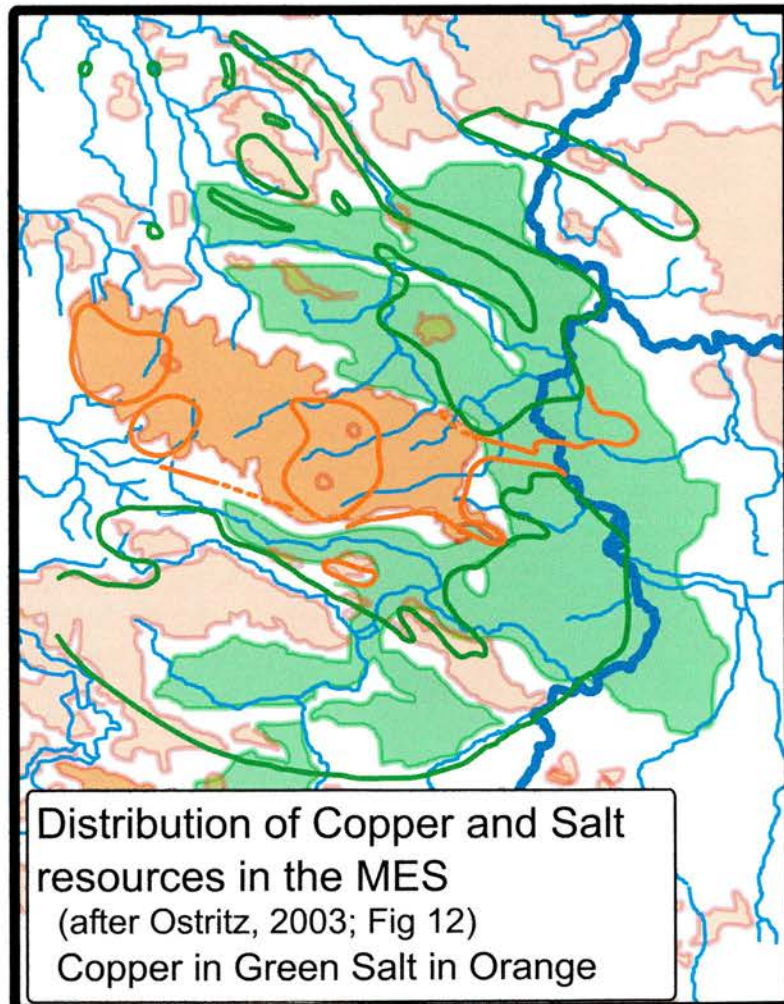 Distribution of Copper and Salt
resources in the MES
(after Ostritz, 2003; Fig 12)
Copper in Green Salt in Orange